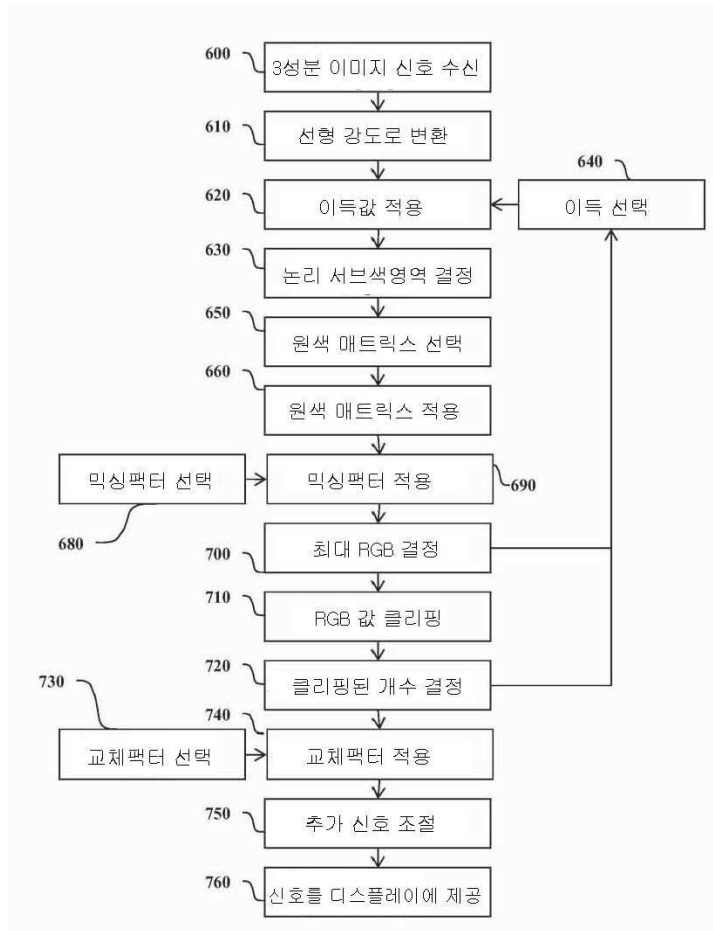 600
3성분 이미지 신호 수신
610
선형 강도로 변환
640
620
이득값 적용
이득 선택
630
논리 서브색영역 결정
650
원색 매트릭스 선택
660
원색 매트릭스 적용
믹싱팩터 선택
믹싱팩터 적용
690
680
최대 RGB 결정
700
710
RGB 값 클리핑
720
클리핑된 개수 결정
730
740
교체팩터 선택
교체팩터 적용
750
추가 신호 조절
760
신호를 디스플레이에 제공